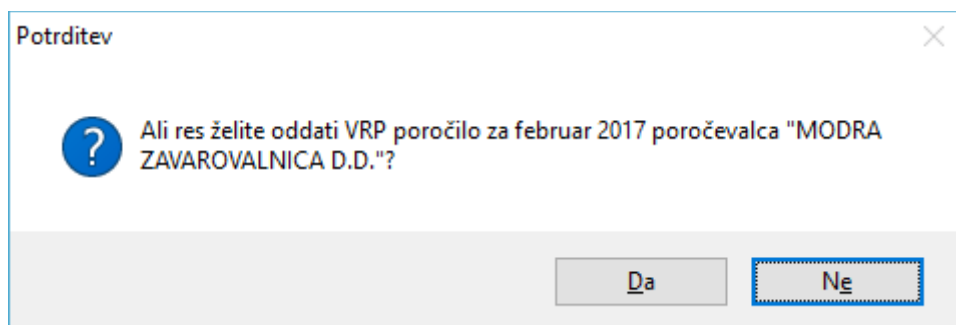 Potrditev
Ali res želite oddati VRP poročilo za februar 2017 poročevalca "MODRA
ZAVAROVALNICA D.D."?
Da
Ne